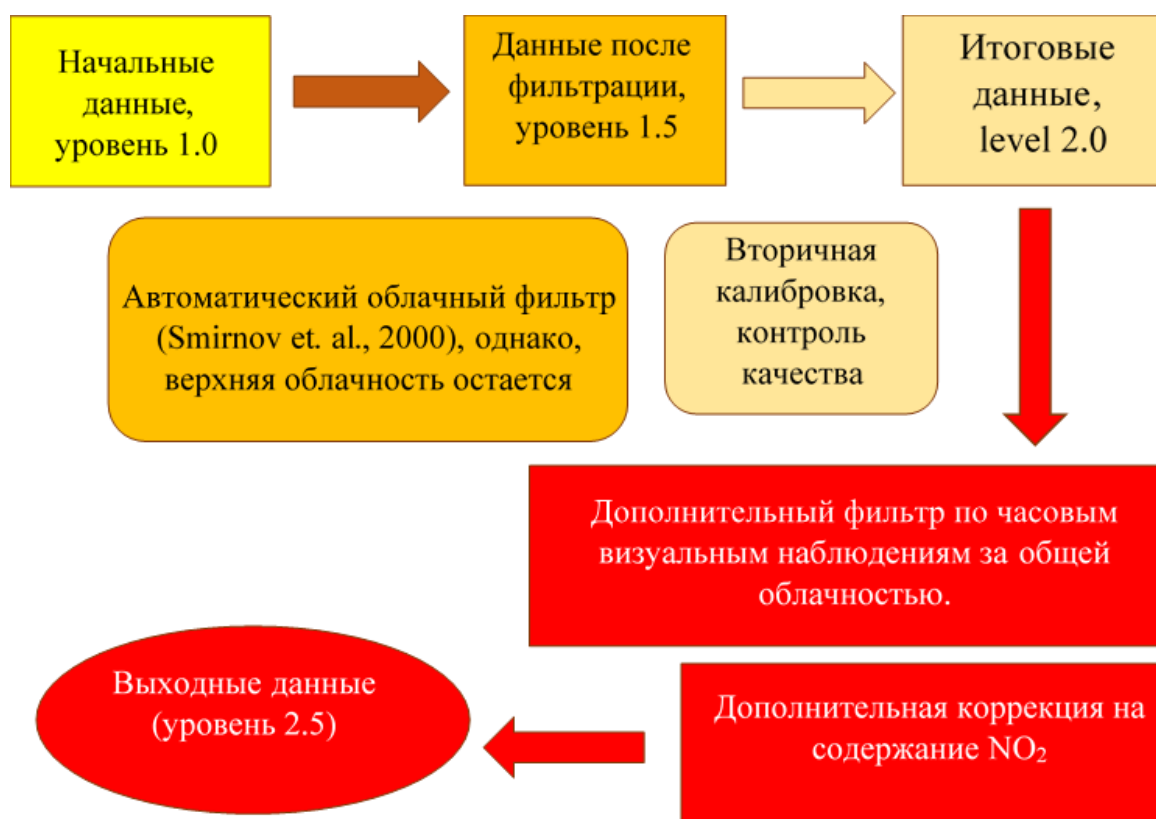 Начальные
данные,
уровень 1.0
Данные после
фильтрации,
уровень 1.5
Итоговые
данные,
level 2.0
Автоматический облачный фильтр
(Smirnov et. al., 2000), однако,
верхняя облачность остается
Вторичная
калибровка,
контроль
качества
Дополнительный фильтр по часовым
визуальным наблюдениям за общей
облачностью.
Дополнительная коррекция на
содержание NO₂
Выходные данные
(уровень 2.5)